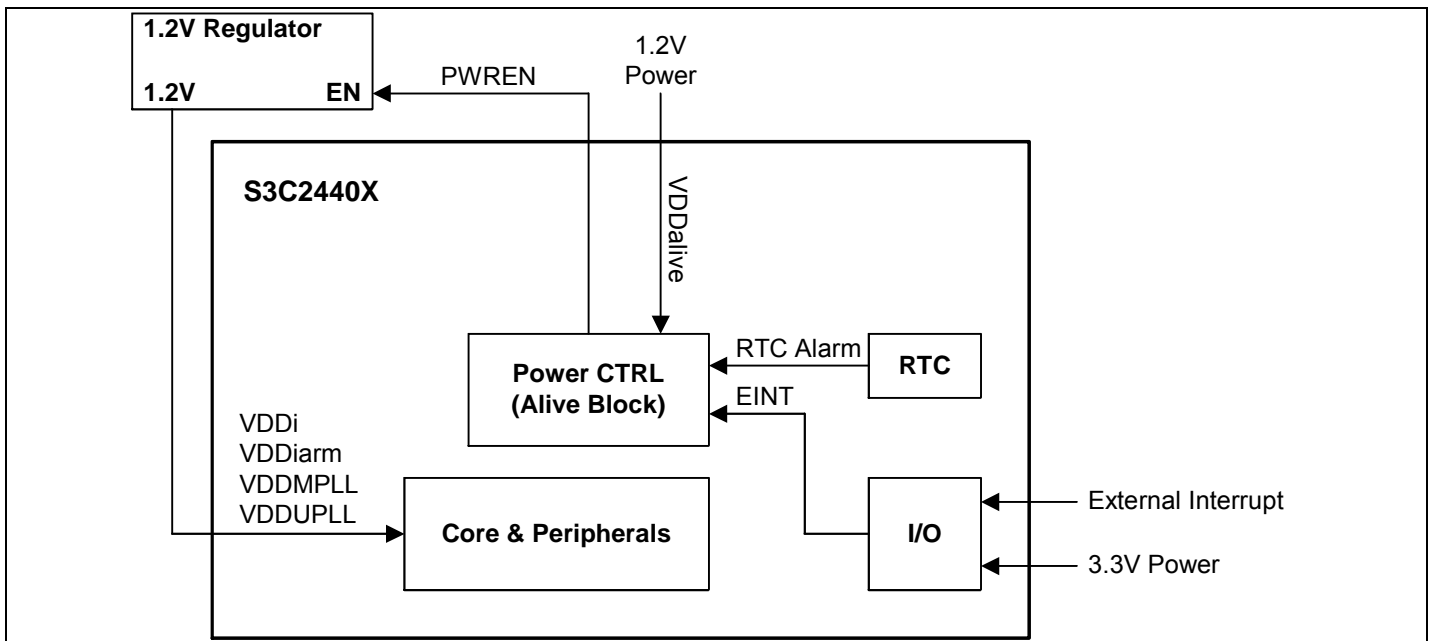 1.2V Regulator
1.2V EN
PWREN
1.2V
Power
S3C2440X
VDDalive
Power CTRL
(Alive Block)
RTC Alarm
RTC
EINT
VDDi
VDDiarm
VDDMPLL
VDDUPLL
Core & Peripherals
I/O
External Interrupt
3.3V Power